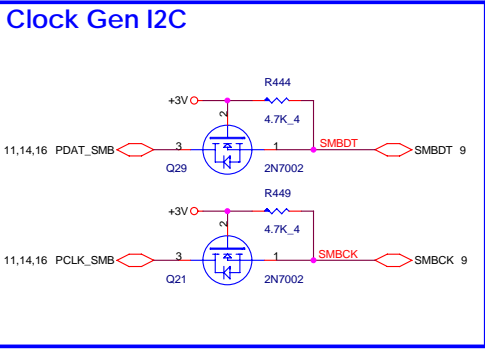 Clock Gen I2C
R444
+3V
4.7K_4
2
11,14,16 PDAT_SMB
3
1
SMBDT
SMBDT 9
Q29
2N7002
R449
+3V
4.7K_4
2
11,14,16 PCLK_SMB
3
1
SMBCK
SMBCK 9
Q21
2N7002